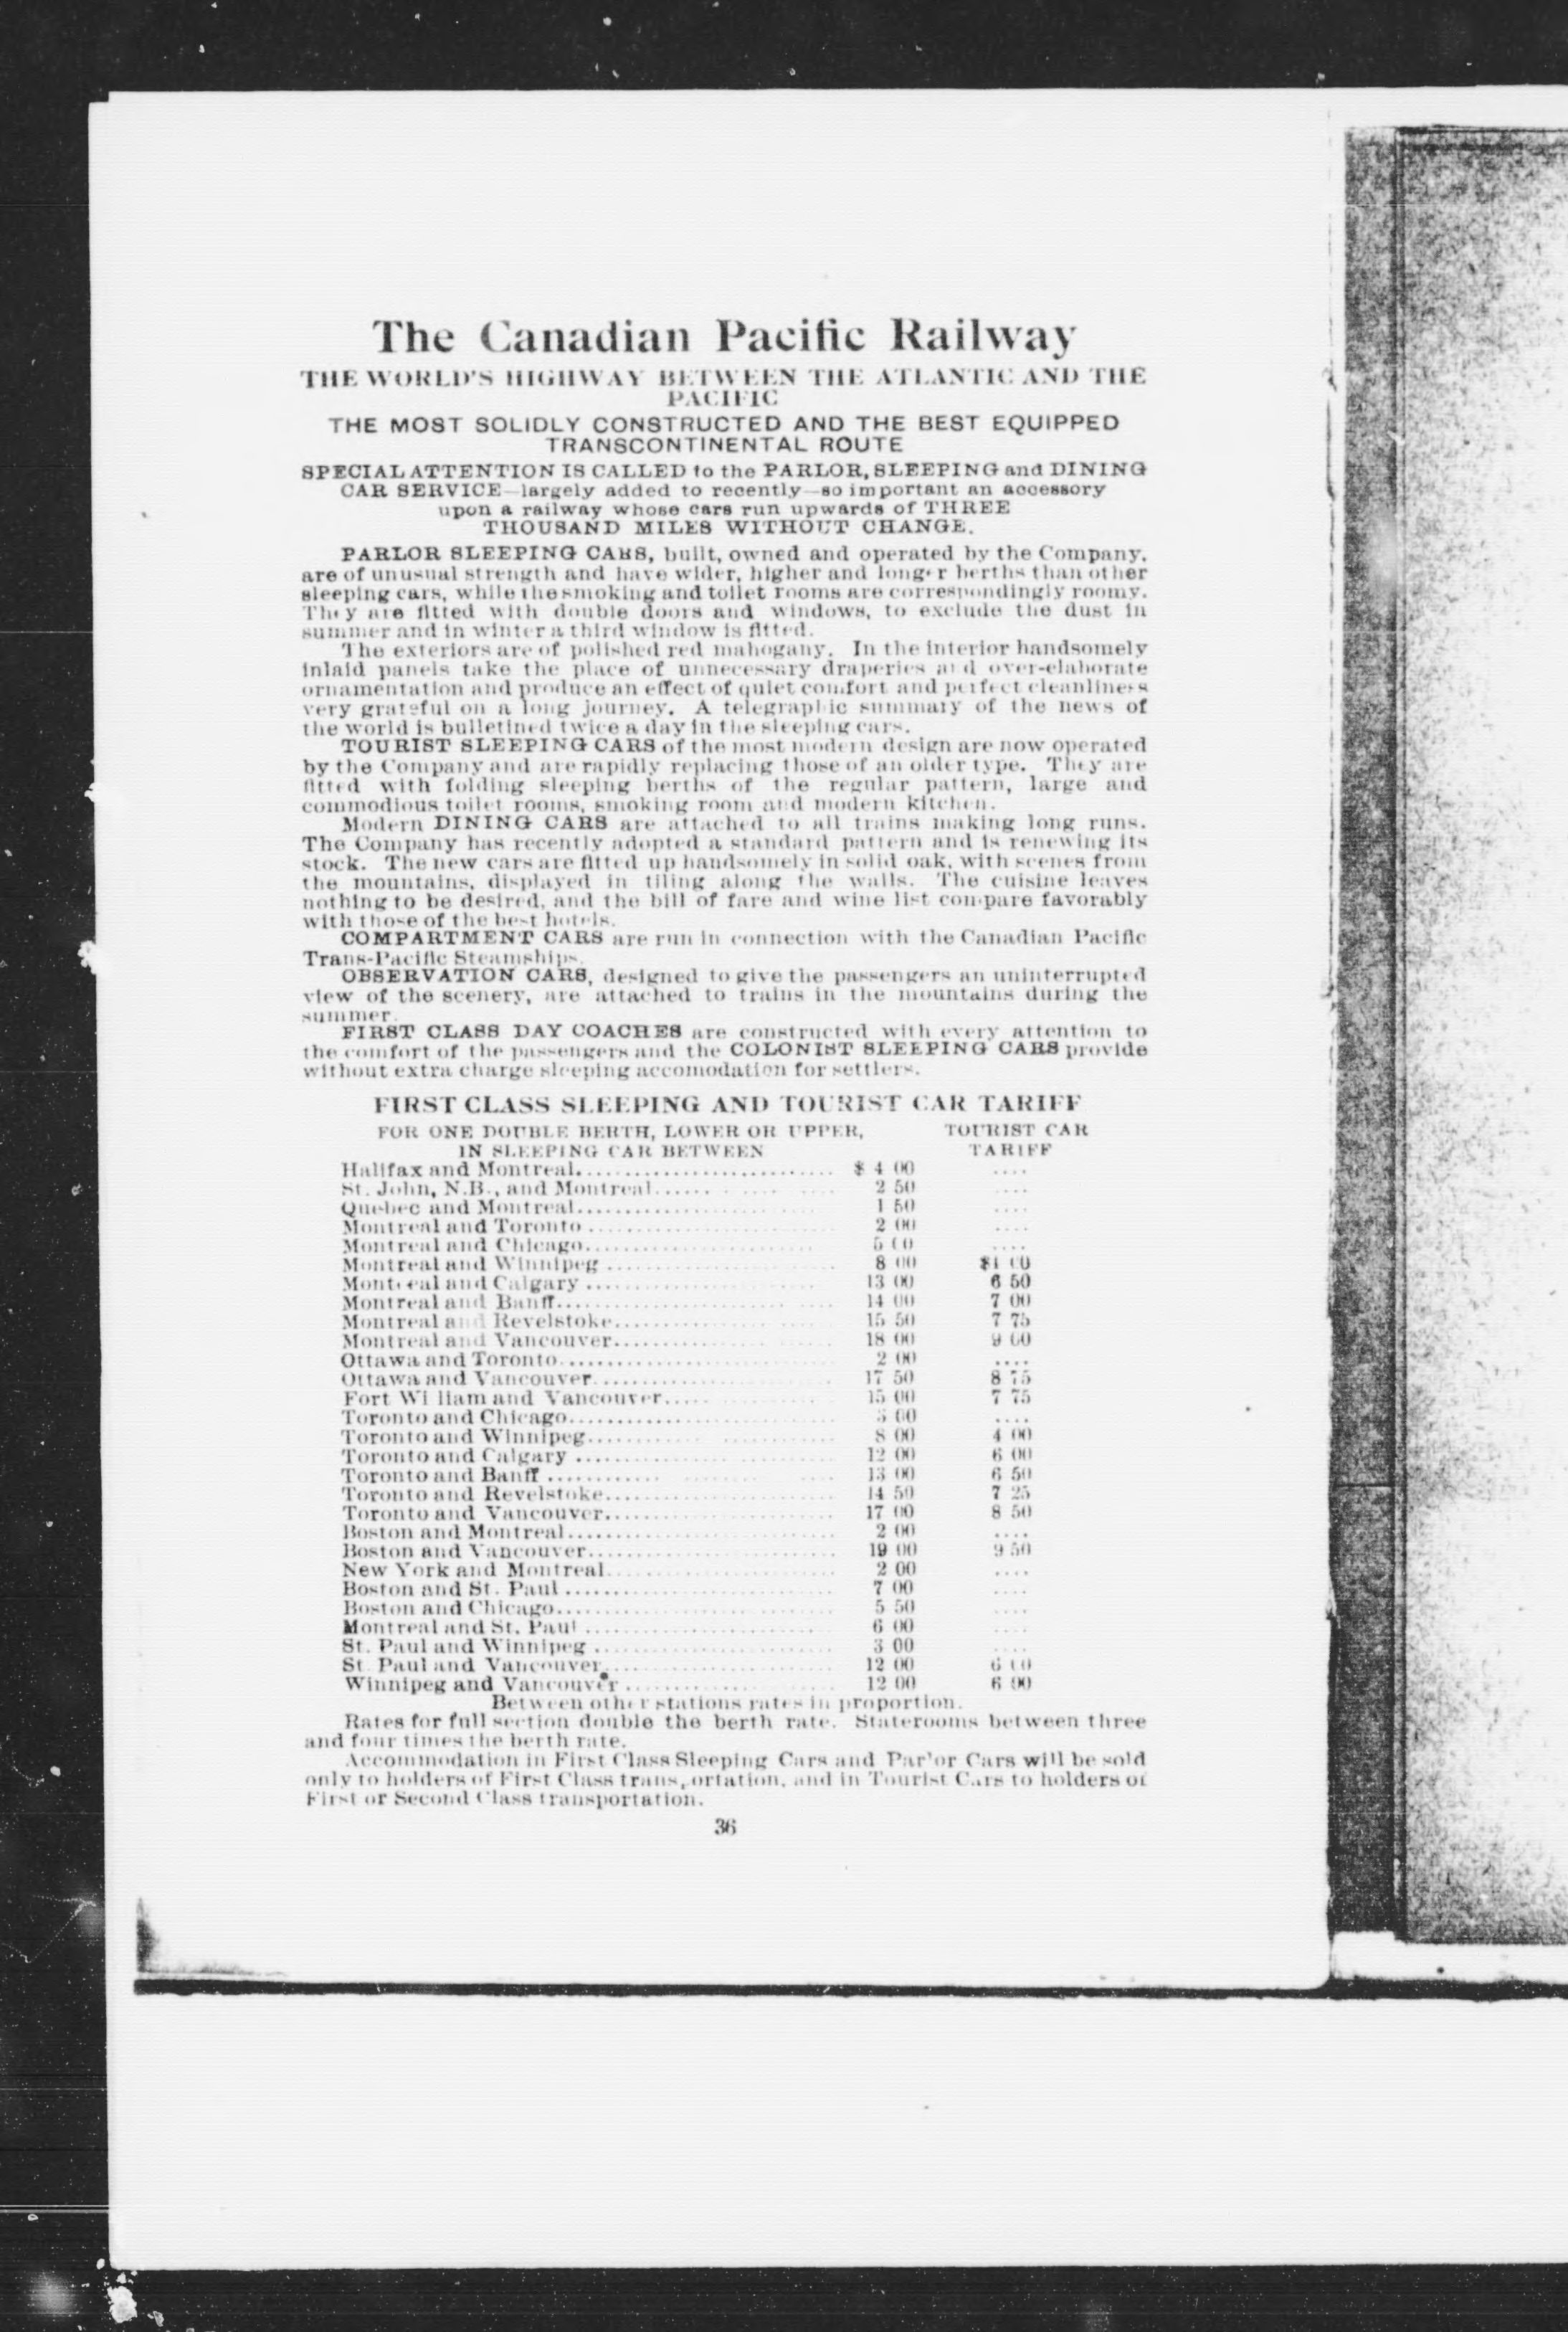 The Canadian Pacific Railway
THE WORLD'S HIGHWAY BETWEEN THE ATLANTIC AND THE
PACIFIC
THE MOST SOLIDLY CONSTRUCTED AND THE BEST EQUIPPED
TRANSCONTINENTAL ROUTE
SPECIAL ATTENTION IS CALLED to the PARLOR, SLEEPING and DINING
CAR SERVICE—largely added to recently—so important an accessory
upon a railway whose cars run upwards of THREE
THOUSAND MILES WITHOUT CHANGE.
PARLOR SLEEPING CARS, built, owned and operated by the Company,
are of unusual strength and have wider, higher and longer berths than other
sleeping cars, while the smoking and toilet rooms are correspondingly roomy.
They are fitted with double doors and windows, to exclude the dust in
summer and in winter a third window is fitted.
The exteriors are of polished red mahogany. In the interior handsomely
inlaid panels take the place of unnecessary draperies and over-elaborate
ornamentation and produce an effect of quiet comfort and perfect cleanliness
very grateful on a long journey. A telegraphic summary of the news of
the world is bulletined twice a day in the sleeping cars.
TOURIST SLEEPING CARS of the most modern design are now operated
by the Company and are rapidly replacing those of an older type. They are
fitted with folding sleeping berths of the regular pattern, large and
commodious toilet rooms, smoking room and modern kitchen.
Modern DINING CARS are attached to all trains making long runs.
The Company has recently adopted a standard pattern and is renewing its
stock. The new cars are fitted up handsomely in solid oak, with scenes from
the mountains, displayed in tiling along the walls. The cuisine leaves
nothing to be desired, and the bill of fare and wine list compare favorably
with those of the best hotels.
COMPARTMENT CARS are run in connection with the Canadian Pacific
Trans-Pacific Steamships.
OBSERVATION CARS, designed to give the passengers an uninterrupted
view of the scenery, are attached to trains in the mountains during the
summer.
FIRST CLASS DAY COACHES are constructed with every attention to
the comfort of the passengers and the COLONIST SLEEPING CARS provide
without extra charge sleeping accomodation for settlers.
FIRST CLASS SLEEPING AND TOURIST CAR TARIFF
FOR ONE DOUBLE BERTH, LOWER OR UPPER, TOURIST CAR
IN SLEEPING CAR BETWEEN TARIFF
Halifax and Montreal.......................... $ 4 00 ....
St. John, N.B., and Montreal.................. 2 50 ....
Quebec and Montreal.......................... 1 50 ....
Montreal and Toronto.......................... 2 00 ....
Montreal and Chicago.......................... 5 00 ....
Montreal and Winnipeg........................ 8 00 $4 00
Montreal and Calgary.......................... 13 00 6 50
Montreal and Banff............................ 14 00 7 00
Montreal and Revelstoke...................... 15 50 7 75
Montreal and Vancouver...................... 18 00 9 00
Ottawa and Toronto............................ 2 00 ....
Ottawa and Vancouver........................ 17 50 8 75
Fort William and Vancouver.................. 15 00 7 75
Toronto and Chicago.......................... 3 00 ....
Toronto and Winnipeg........................ 8 00 4 00
Toronto and Calgary.......................... 12 00 6 00
Toronto and Banff............................ 13 00 6 50
Toronto and Revelstoke...................... 14 50 7 25
Toronto and Vancouver...................... 17 00 8 50
Boston and Montreal.......................... 2 00 ....
Boston and Vancouver........................ 19 00 9 50
New York and Montreal...................... 2 00 ....
Boston and St. Paul.......................... 7 00 ....
Boston and Chicago.......................... 5 50 ....
Montreal and St. Paul........................ 6 00 ....
St. Paul and Winnipeg........................ 3 00 ....
St. Paul and Vancouver...................... 12 00 6 00
Winnipeg and Vancouver.................... 12 00 6 00
Between other stations rates in proportion.
Rates for full section double the berth rate. Staterooms between three
and four times the berth rate.
Accommodation in First Class Sleeping Cars and Parlor Cars will be sold
only to holders of First Class transportation, and in Tourist Cars to holders of
First or Second Class transportation.
36